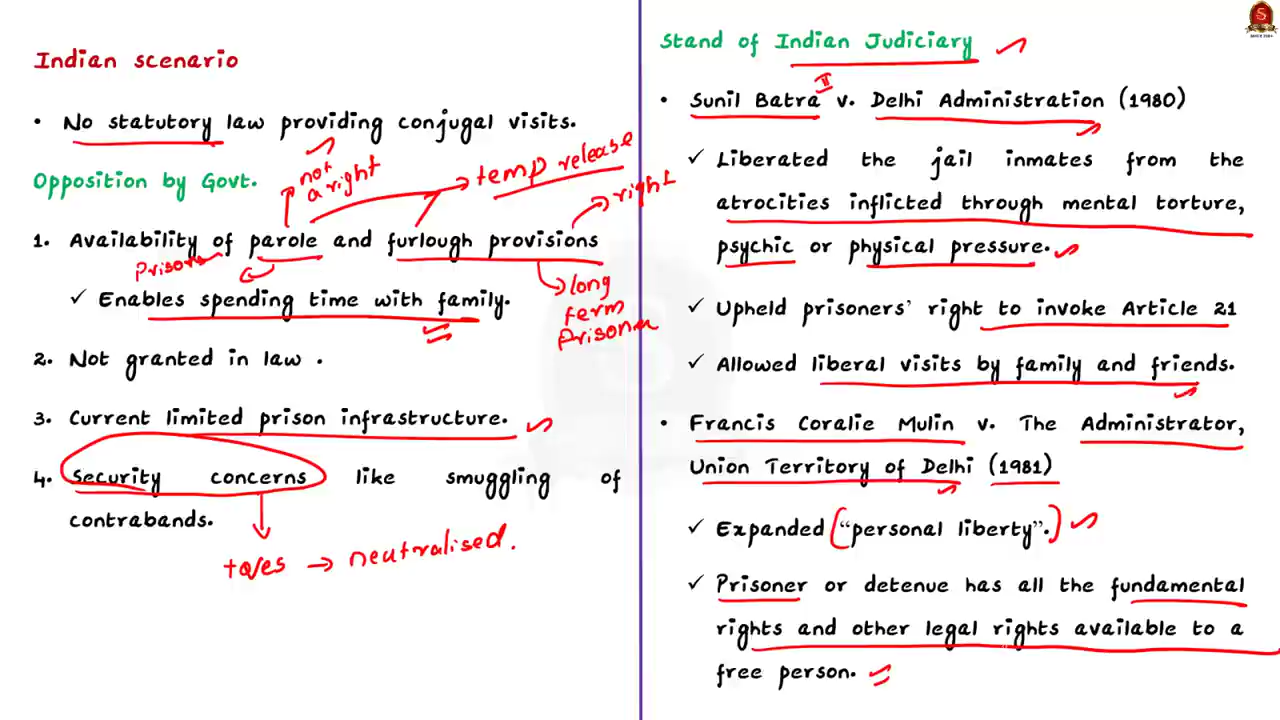 Indian scenario
• No statutory law providing conjugal visits.
Opposition by Govt.
not
a right
temp release
right
1. Availability of parole and furlough provisions
Prisons
✓ Enables spending time with family.
long
term
Prisoner
2. Not granted in law .
3. Current limited prison infrastructure.
4. Security concerns like smuggling of
contrabands.
→ neutralised.
Stand of Indian Judiciary
II
• Sunil Batra v. Delhi Administration (1980)
✓ Liberated the jail inmates from the
atrocities inflicted through mental torture,
psychic or physical pressure.
✓ Upheld prisoners' right to invoke Article 21
✓ Allowed liberal visits by family and friends.
• Francis Coralie Mulin v. The Administrator,
Union Territory of Delhi (1981)
✓ Expanded ("personal liberty".)
✓ Prisoner or detenue has all the fundamental
rights and other legal rights available to a
free person.
S